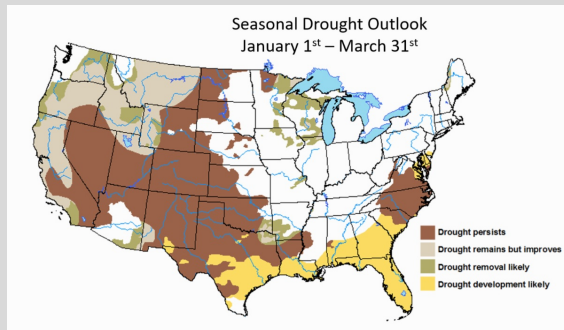 Seasonal Drought Outlook
January 1st – March 31st
Drought persists
Drought remains but improves
Drought removal likely
Drought development likely